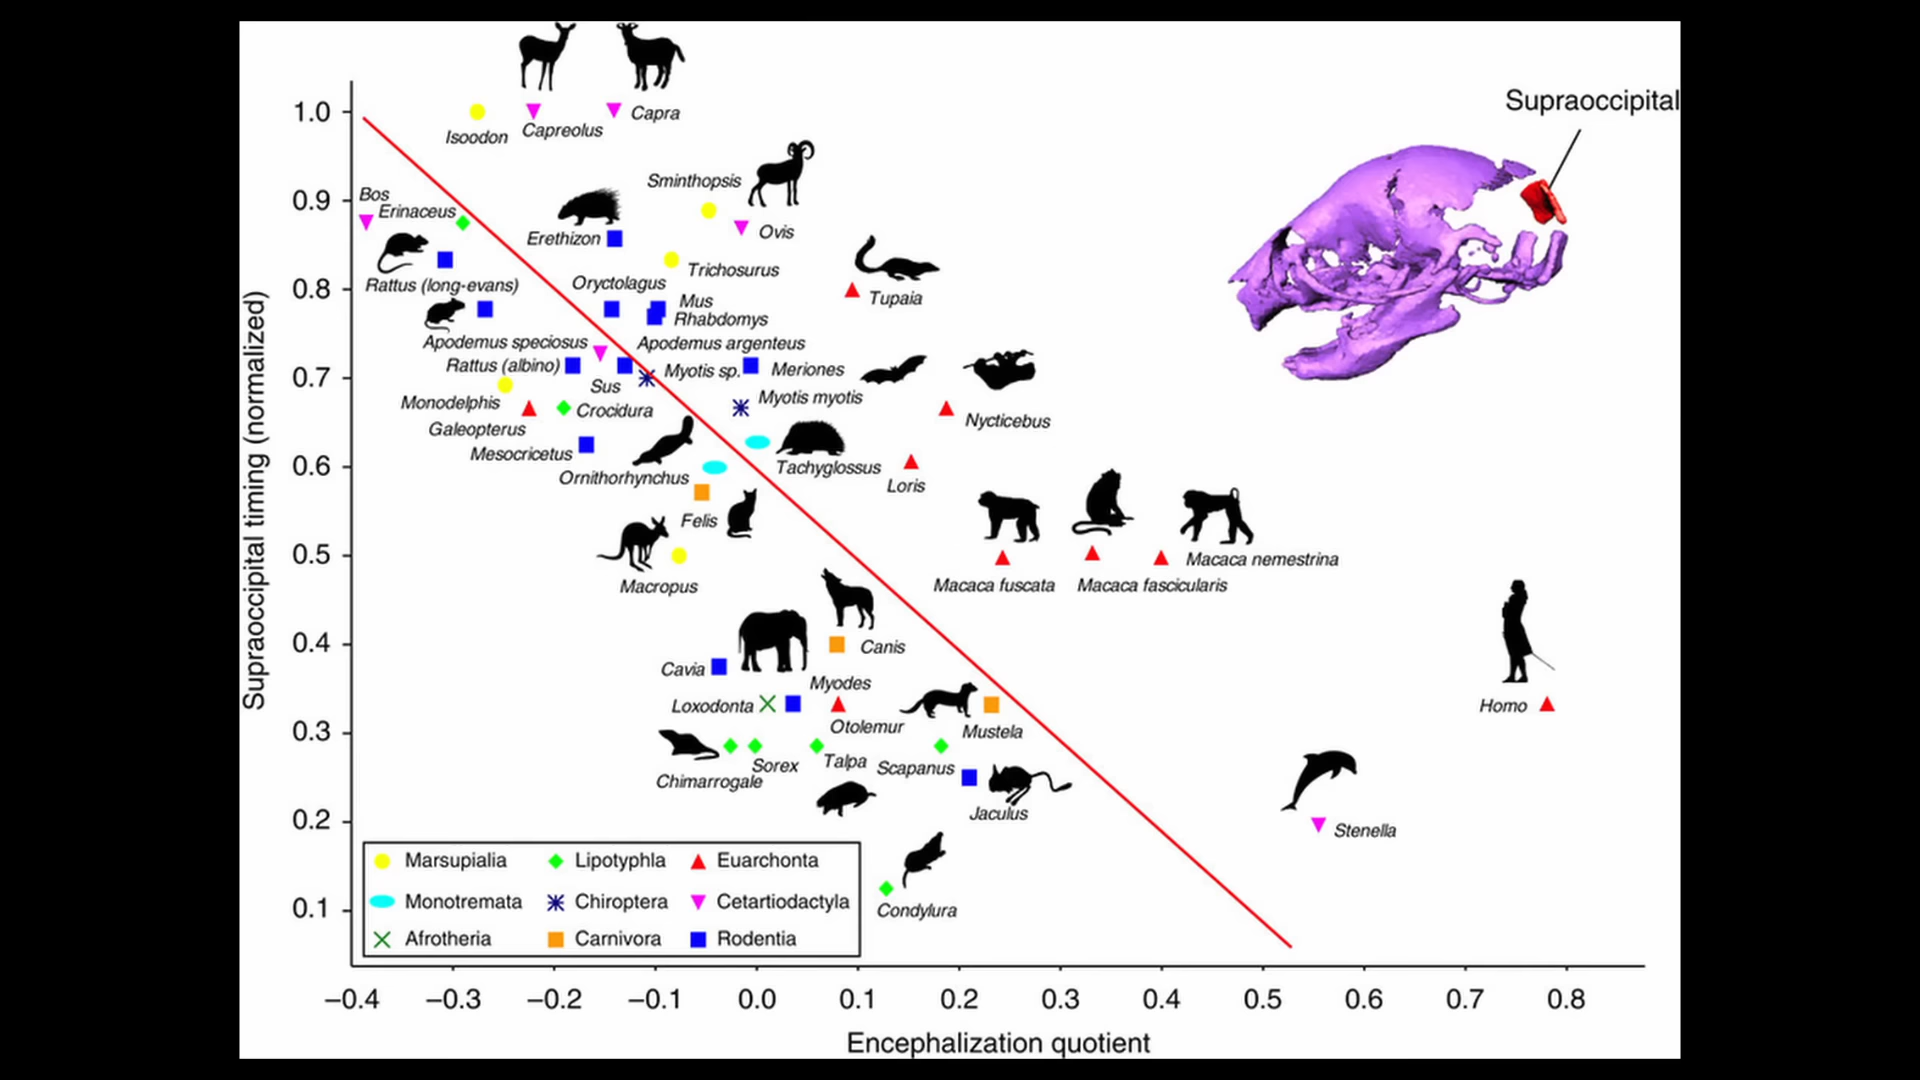 Supraoccipital
1.0
Isoodon
Capreolus
Capra
Sminthopsis
Bos
0.9
Erinaceus
Erethizon
Ovis
Rattus (long-evans)
Oryctolagus
Trichosurus
0.8
Tupaia
Mus
Rhabdomys
Apodemus speciosus
Apodemus argenteus
Rattus (albino)
Myotis sp.
Meriones
0.7
Sus
Monodelphis
Crocidura
Myotis myotis
Nycticebus
Galeopterus
Mesocricetus
0.6
Ornithorhynchus
Tachyglossus
Loris
Felis
0.5
Macaca nemestrina
Macropus
Macaca fuscata
Macaca fascicularis
0.4
Canis
Cavia
Myodes
Loxodonta
Homo
0.3
Otolemur
Mustela
Sorex
Talpa
Scapanus
Chimarrogale
Jaculus
0.2
Stenella
Condylura
0.1
Marsupialia
Lipotyphla
Euarchonta
Monotremata
Chiroptera
Cetartiodactyla
Afrotheria
Carnivora
Rodentia
Supraoccipital timing (normalized)
−0.4 −0.3 −0.2 −0.1 0.0 0.1 0.2 0.3 0.4 0.5 0.6 0.7 0.8
Encephalization quotient